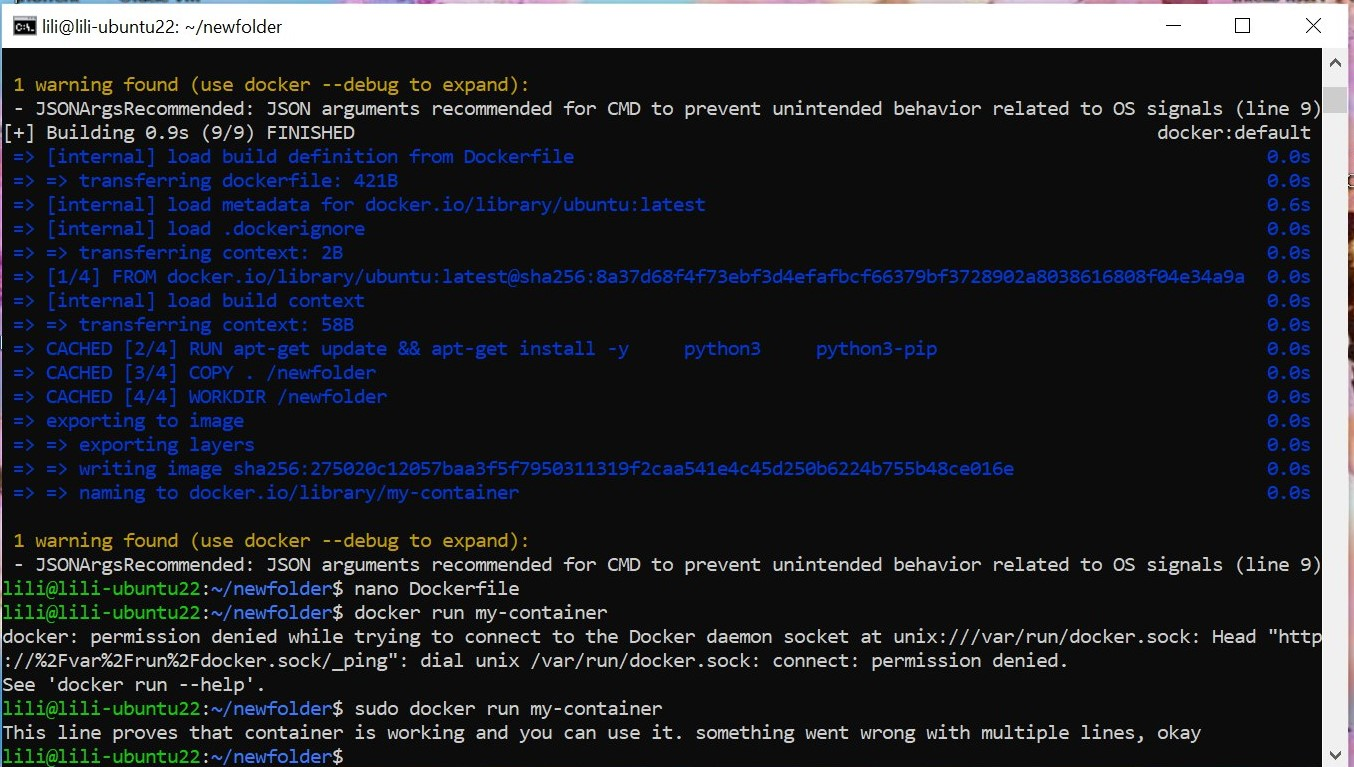 lili@lili-ubuntu22: ~/newfolder
1 warning found (use docker --debug to expand):
- JSONArgsRecommended: JSON arguments recommended for CMD to prevent unintended behavior related to OS signals (line 9)
[+] Building 0.9s (9/9) FINISHED docker:default
=> [internal] load build definition from Dockerfile 0.0s
=> => transferring dockerfile: 421B 0.0s
=> [internal] load metadata for docker.io/library/ubuntu:latest 0.6s
=> [internal] load .dockerignore 0.0s
=> => transferring context: 2B 0.0s
=> [1/4] FROM docker.io/library/ubuntu:latest@sha256:8a37d68f4f73ebf3d4efafbcf66379bf3728902a8038616808f04e34a9a 0.0s
=> [internal] load build context 0.0s
=> => transferring context: 58B 0.0s
=> CACHED [2/4] RUN apt-get update && apt-get install -y     python3     python3-pip 0.0s
=> CACHED [3/4] COPY . /newfolder 0.0s
=> CACHED [4/4] WORKDIR /newfolder 0.0s
=> exporting to image 0.0s
=> => exporting layers 0.0s
=> => writing image sha256:275020c12057baa3f5f7950311319f2caa541e4c45d250b6224b755b48ce016e 0.0s
=> => naming to docker.io/library/my-container 0.0s
1 warning found (use docker --debug to expand):
- JSONArgsRecommended: JSON arguments recommended for CMD to prevent unintended behavior related to OS signals (line 9)
lili@lili-ubuntu22:~/newfolder$ nano Dockerfile
lili@lili-ubuntu22:~/newfolder$ docker run my-container
docker: permission denied while trying to connect to the Docker daemon socket at unix:///var/run/docker.sock: Head "http
://%2Fvar%2Frun%2Fdocker.sock/_ping": dial unix /var/run/docker.sock: connect: permission denied.
See 'docker run --help'.
lili@lili-ubuntu22:~/newfolder$ sudo docker run my-container
This line proves that container is working and you can use it. something went wrong with multiple lines, okay
lili@lili-ubuntu22:~/newfolder$